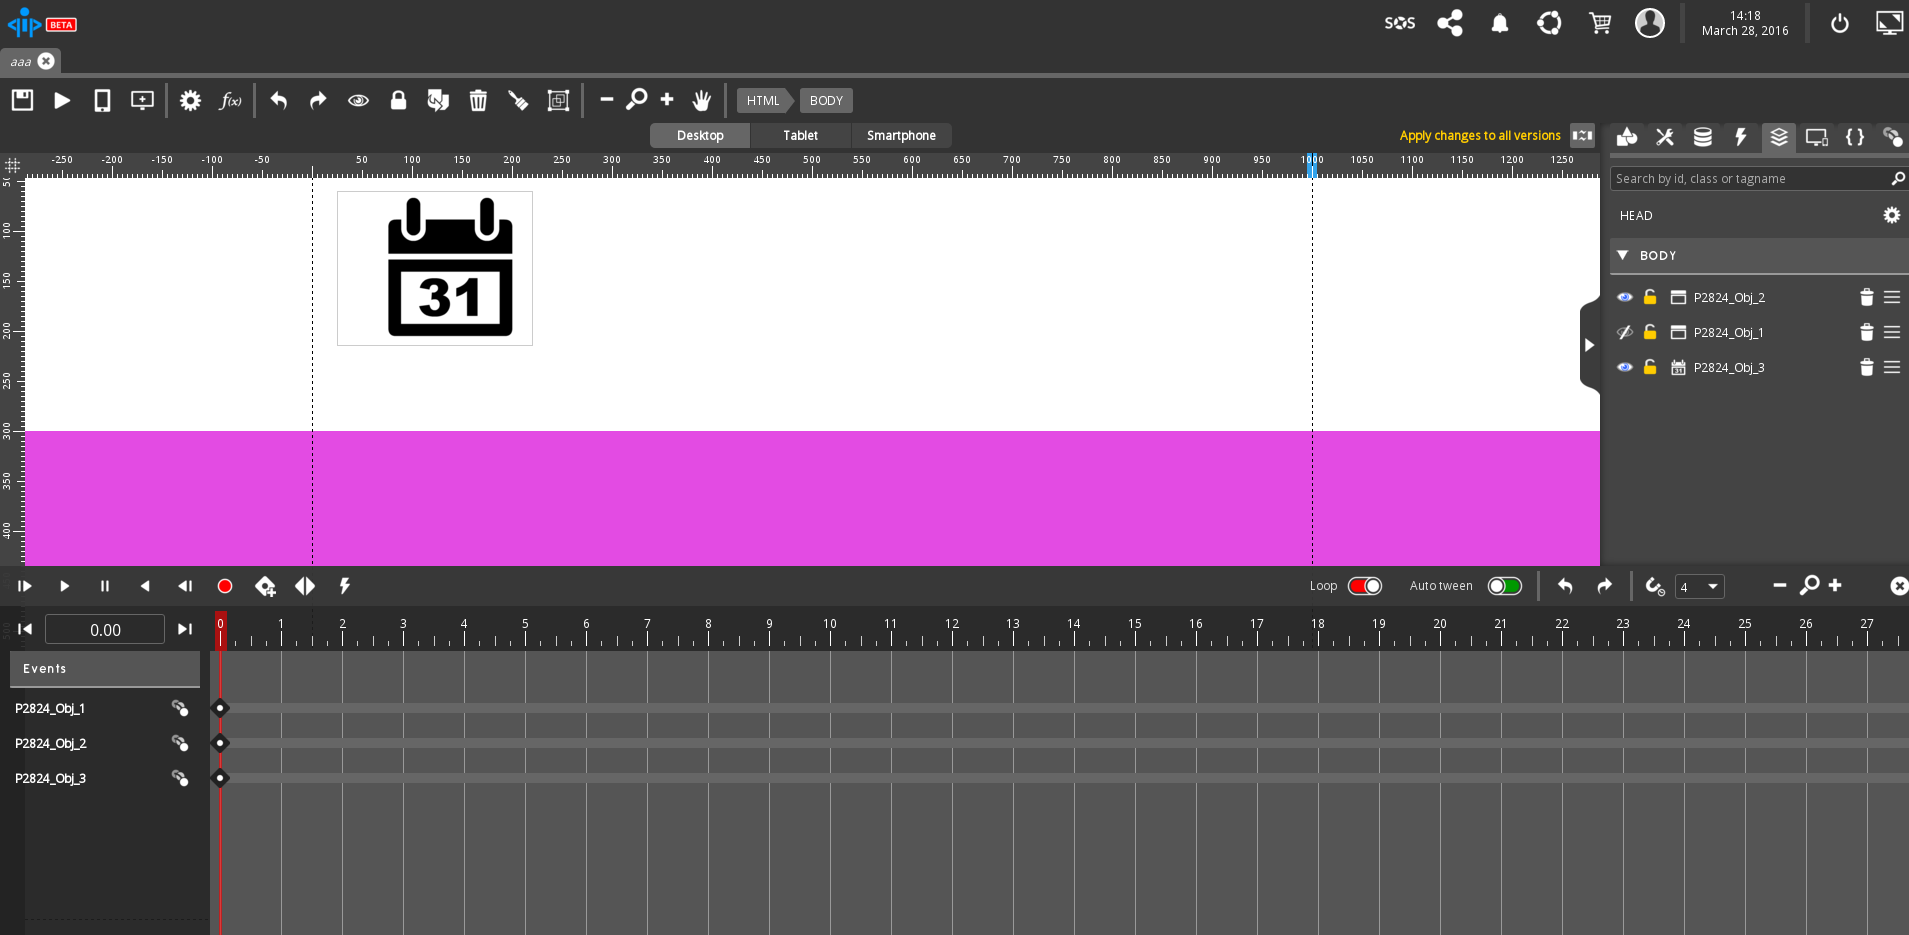 BETA
SOS
14:18
March 28, 2016
aaa
f(x)
HTML BODY
Desktop Tablet Smartphone
Apply changes to all versions
-250 -200 -150 -100 -50 50 100 150 200 250 300 350 400 450 500 550 600 650 700 750 800 850 900 950 1000 1050 1100 1150 1200 1250
50
100
150
200
250
300
350
400
31
Search by id, class or tagname
HEAD
BODY
P2824_Obj_2
P2824_Obj_1
31 P2824_Obj_3
Loop Auto tween 4
0.00
0 1 2 3 4 5 6 7 8 9 10 11 12 13 14 15 16 17 18 19 20 21 22 23 24 25 26 27
Events
P2824_Obj_1
P2824_Obj_2
P2824_Obj_3